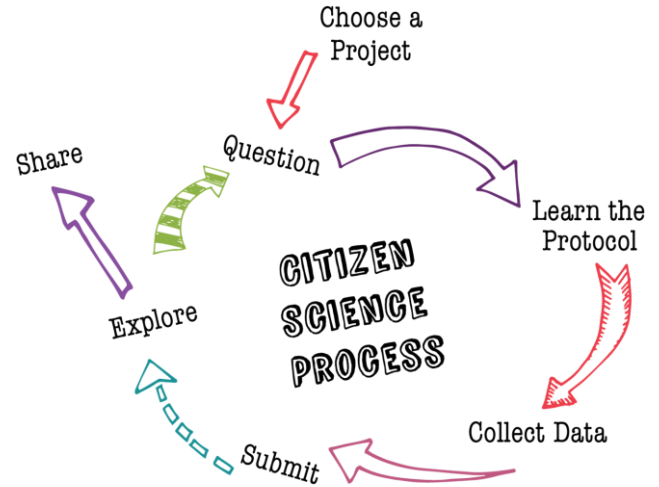 Choose a
Project
Question
Share
Learn the
Protocol
CITIZEN
SCIENCE
PROCESS
Explore
Collect Data
Submit